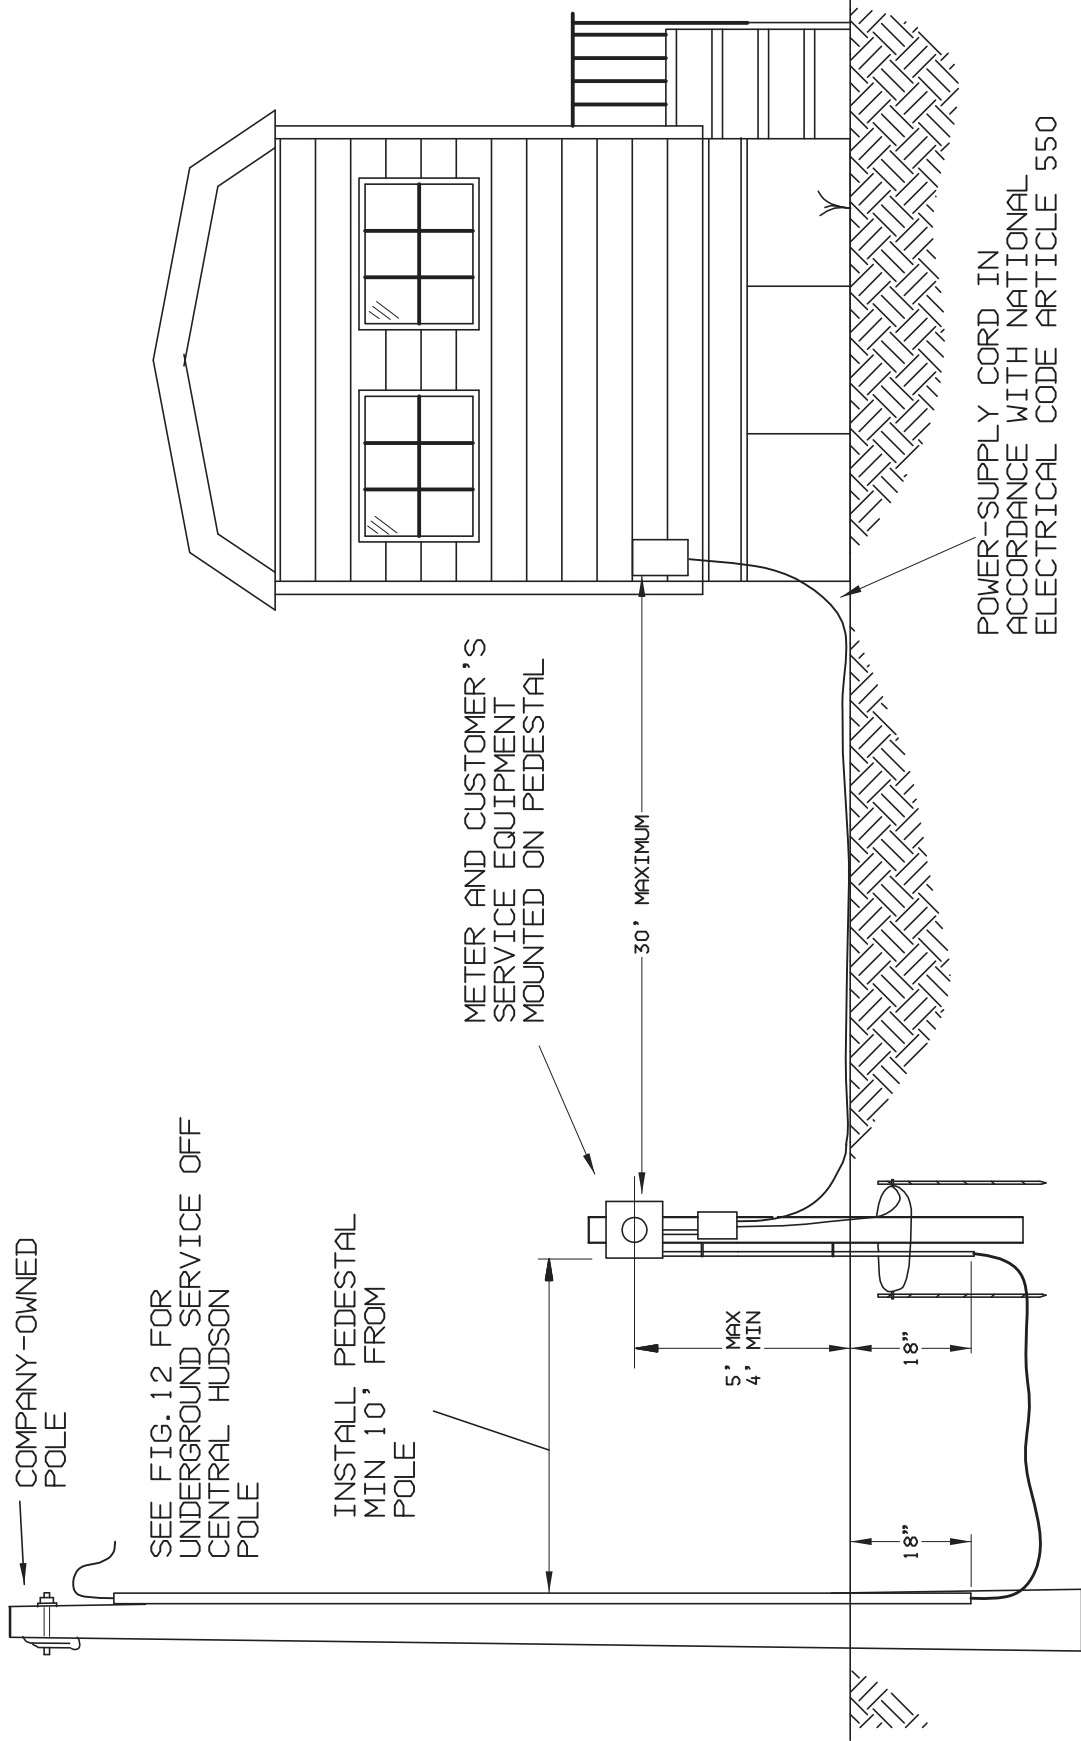 COMPANY-OWNED
POLE
SEE FIG. 12 FOR
UNDERGROUND SERVICE OFF
CENTRAL HUDSON
POLE
INSTALL PEDESTAL
MIN 10' FROM
POLE
METER AND CUSTOMER'S
SERVICE EQUIPMENT
MOUNTED ON PEDESTAL
30' MAXIMUM
5' MAX
4' MIN
18"
18"
POWER-SUPPLY CORD IN
ACCORDANCE WITH NATIONAL
ELECTRICAL CODE ARTICLE 550